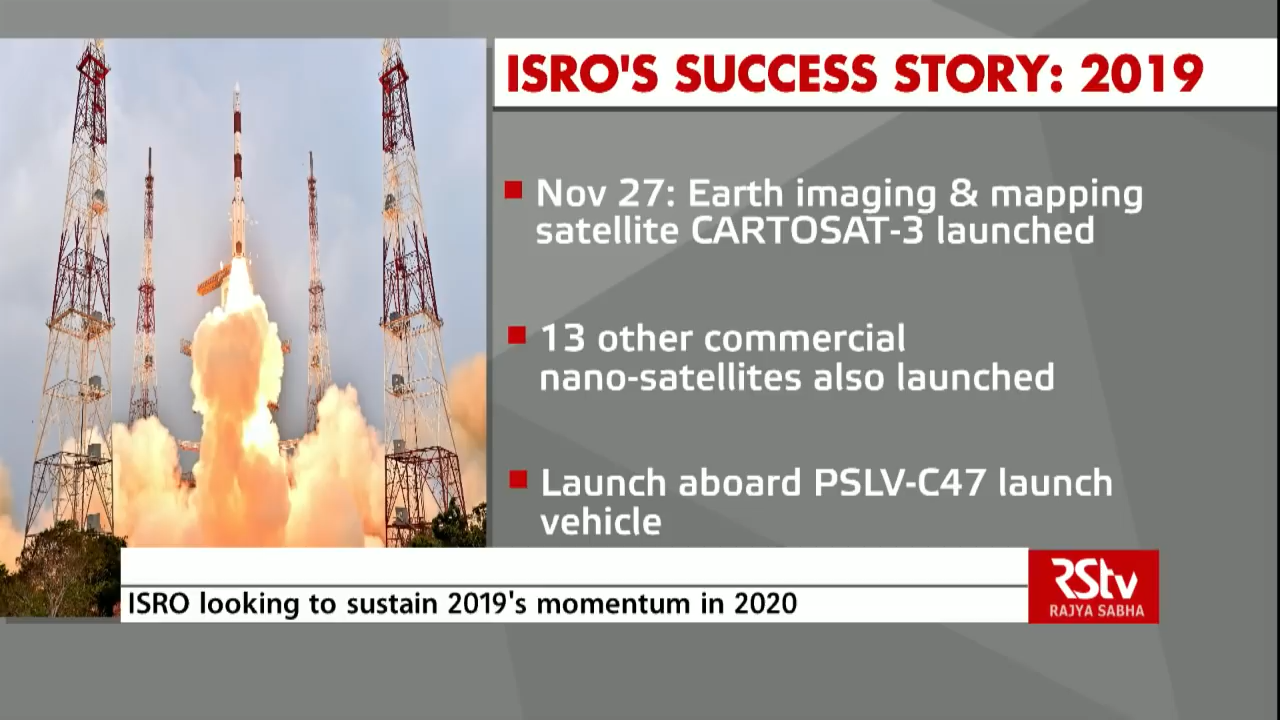 ISRO'S SUCCESS STORY: 2019
Nov 27: Earth imaging & mapping
satellite CARTOSAT-3 launched
13 other commercial
nano-satellites also launched
Launch aboard PSLV-C47 launch
vehicle
ISRO looking to sustain 2019's momentum in 2020
RStv
RAJYA SABHA